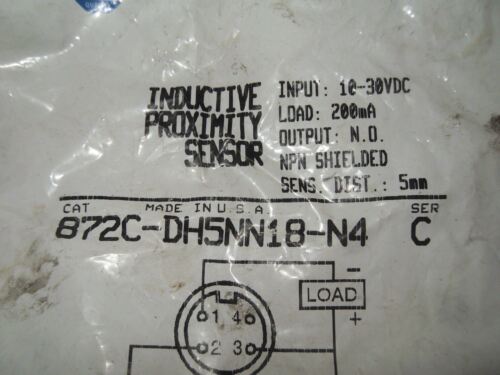 INDUCTIVE
PROXIMITY
SENSOR
INPUT: 10-30VDC
LOAD: 200mA
OUTPUT: N.O.
NPN SHIELDED
SENS. DIST.: 5mm
CAT MADE IN U.S.A. SER
872C-DH5NN18-N4 C
-
LOAD
+
1 4
2 3